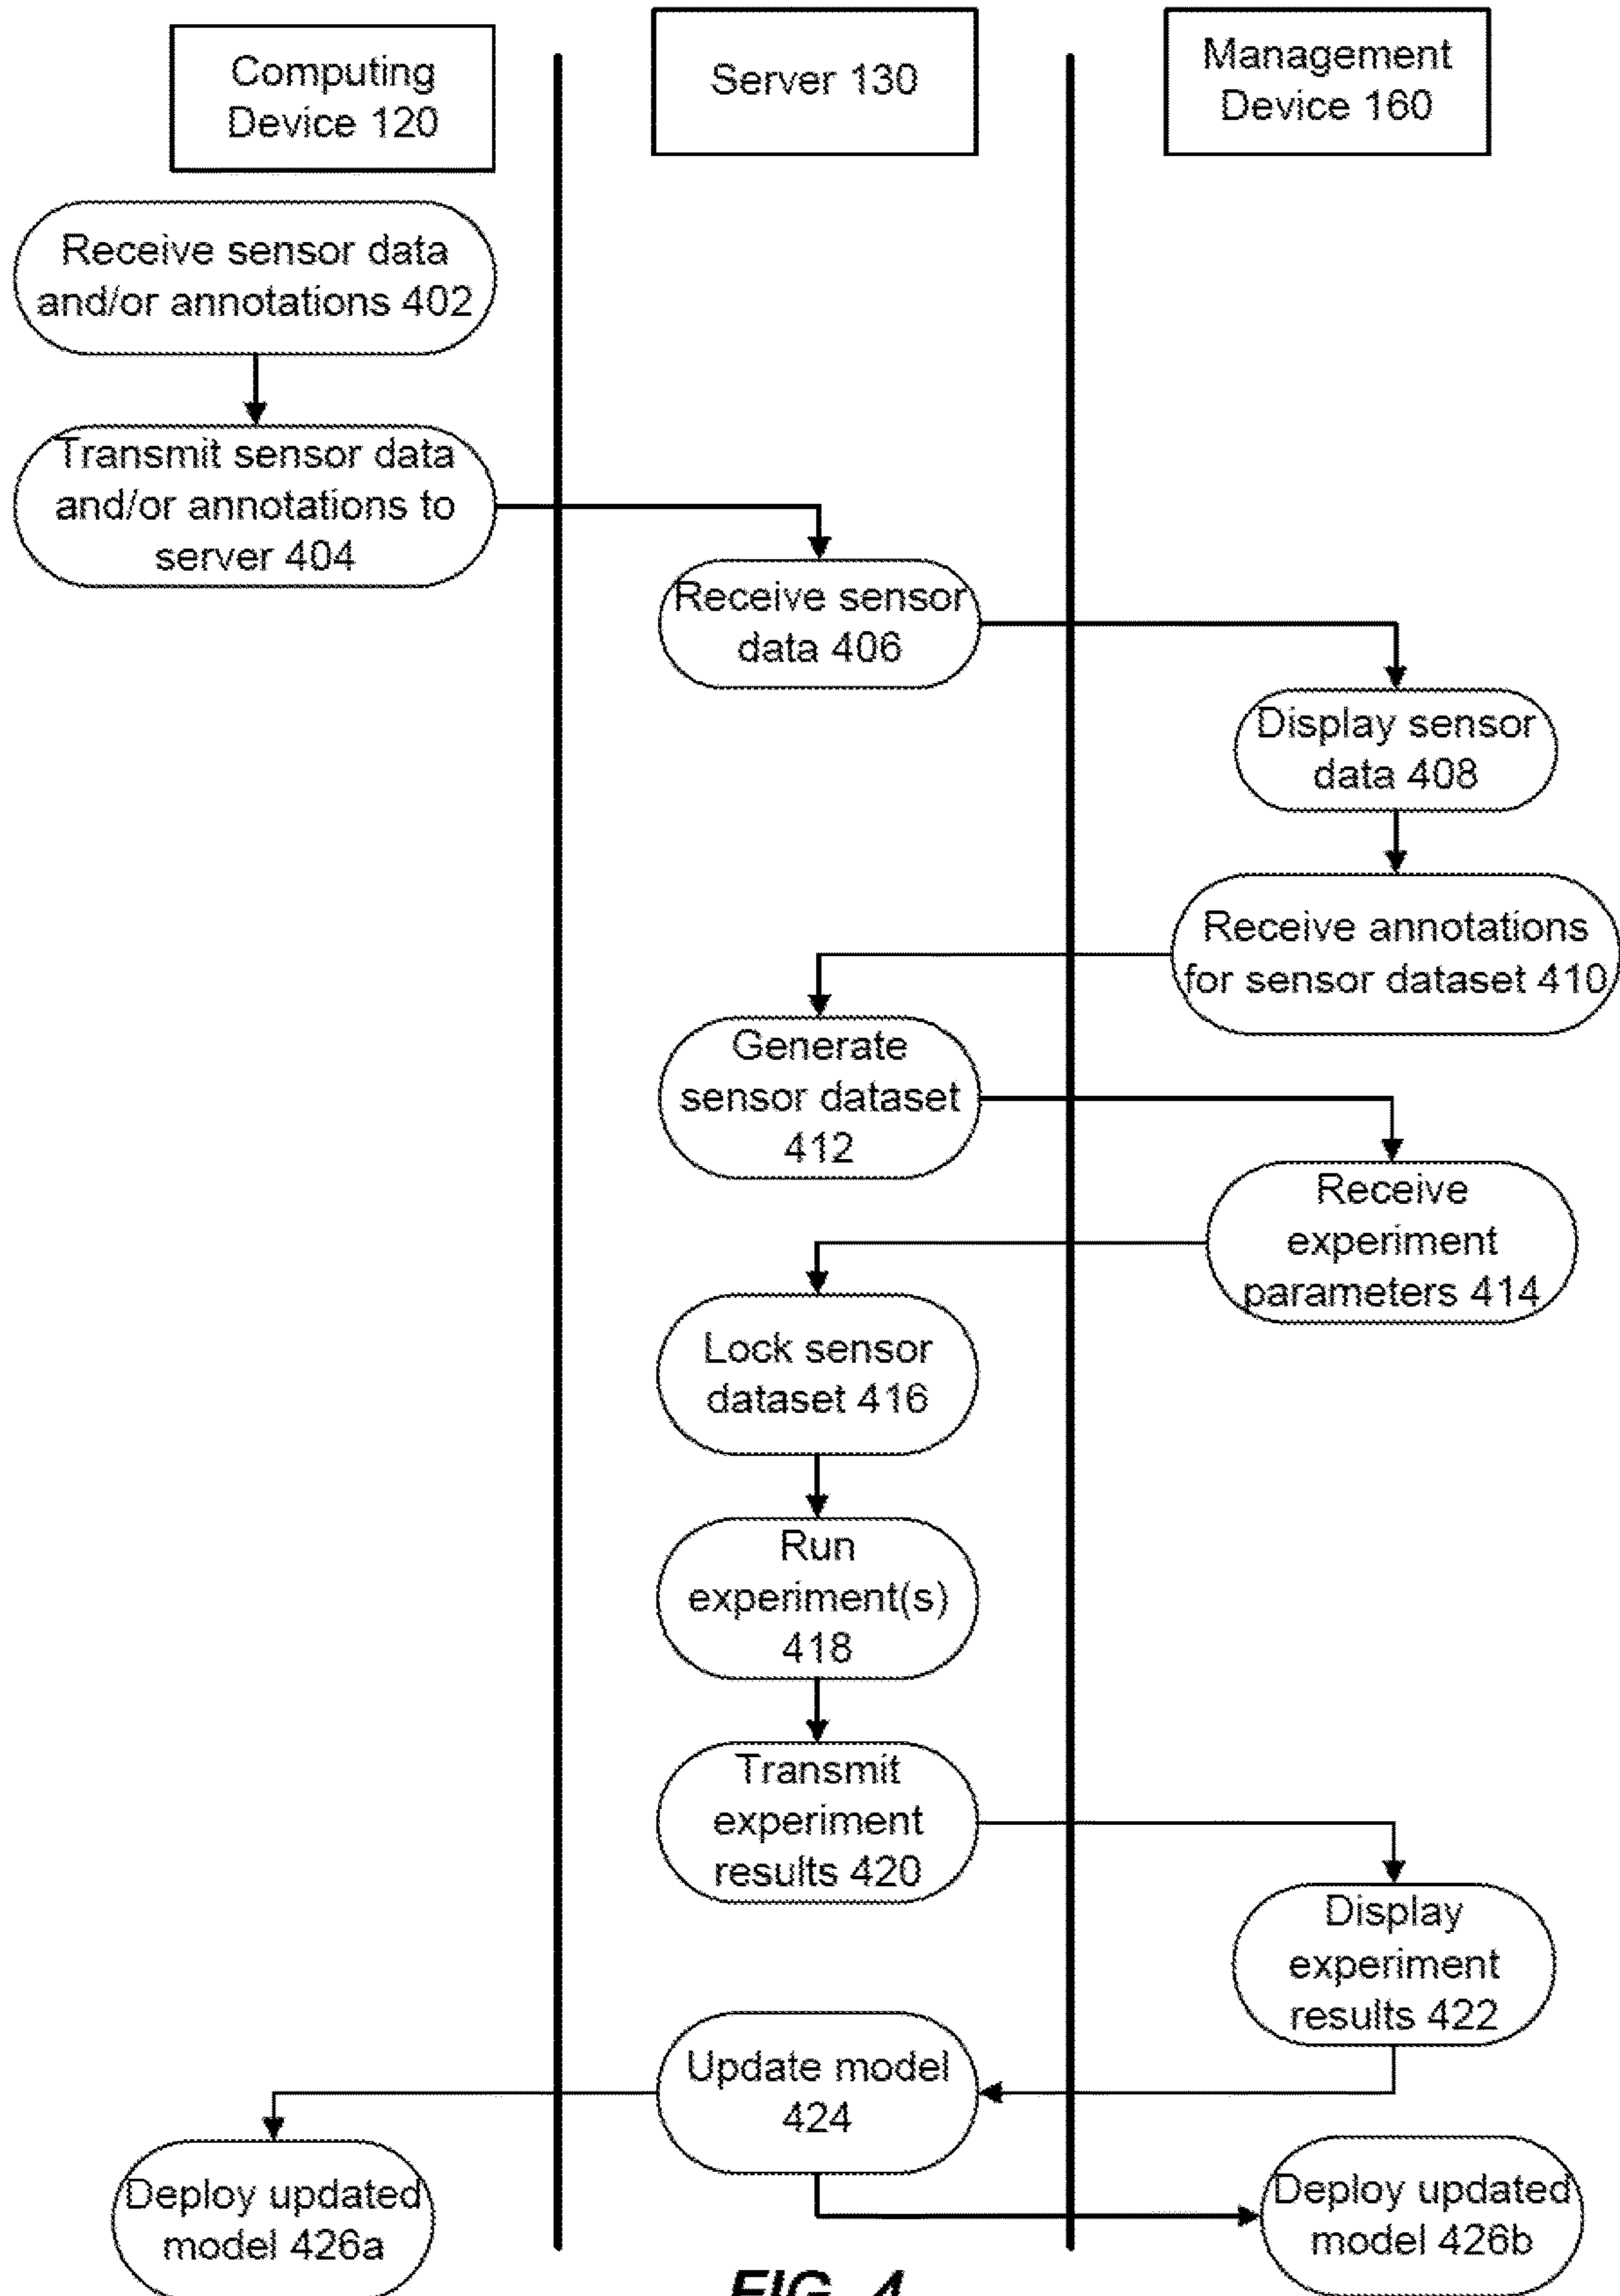 Computing
Device 120
Server 130
Management
Device 160
Receive sensor data
and/or annotations 402
Transmit sensor data
and/or annotations to
server 404
Receive sensor
data 406
Display sensor
data 408
Receive annotations
for sensor dataset 410
Generate
sensor dataset
412
Receive
experiment
parameters 414
Lock sensor
dataset 416
Run
experiment(s)
418
Transmit
experiment
results 420
Display
experiment
results 422
Update model
424
Deploy updated
model 426a
Deploy updated
model 426b
FIG. 4